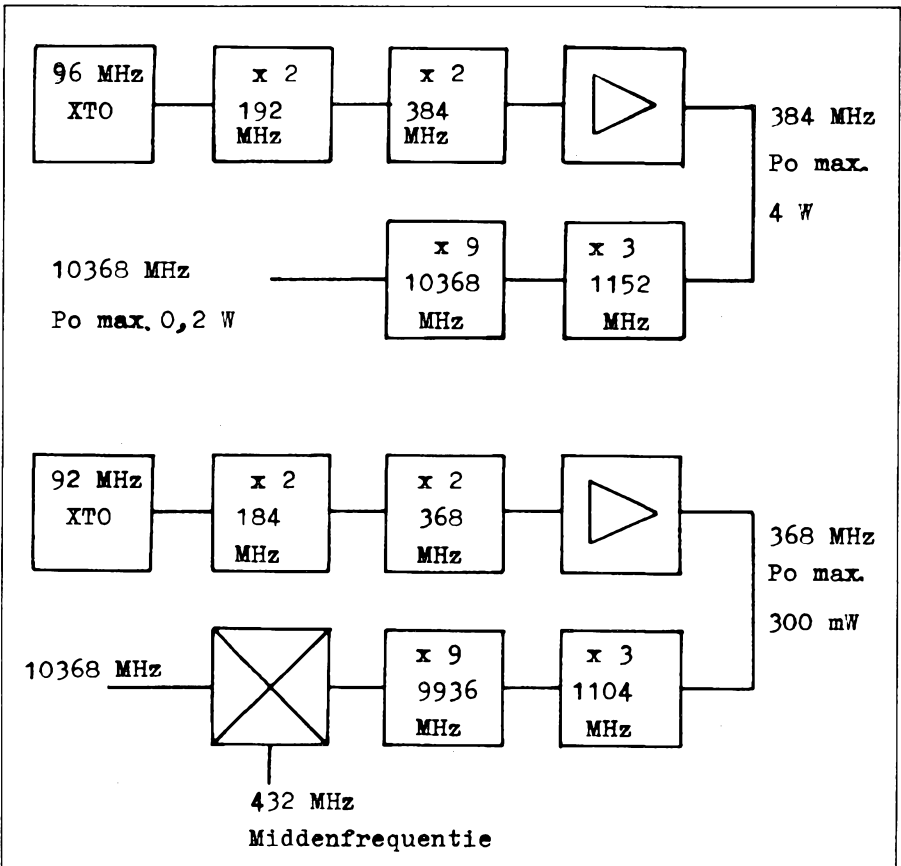 96 MHz
XTO
x 2
192
MHz
x 2
384
MHz
384 MHz
Po max.
4 W
x 9
10368
MHz
x 3
1152
MHz
10368 MHz
Po max. 0,2 W
92 MHz
XTO
x 2
184
MHz
x 2
368
MHz
368 MHz
Po max.
300 mW
10368 MHz
x 9
9936
MHz
x 3
1104
MHz
432 MHz
Middenfrequentie